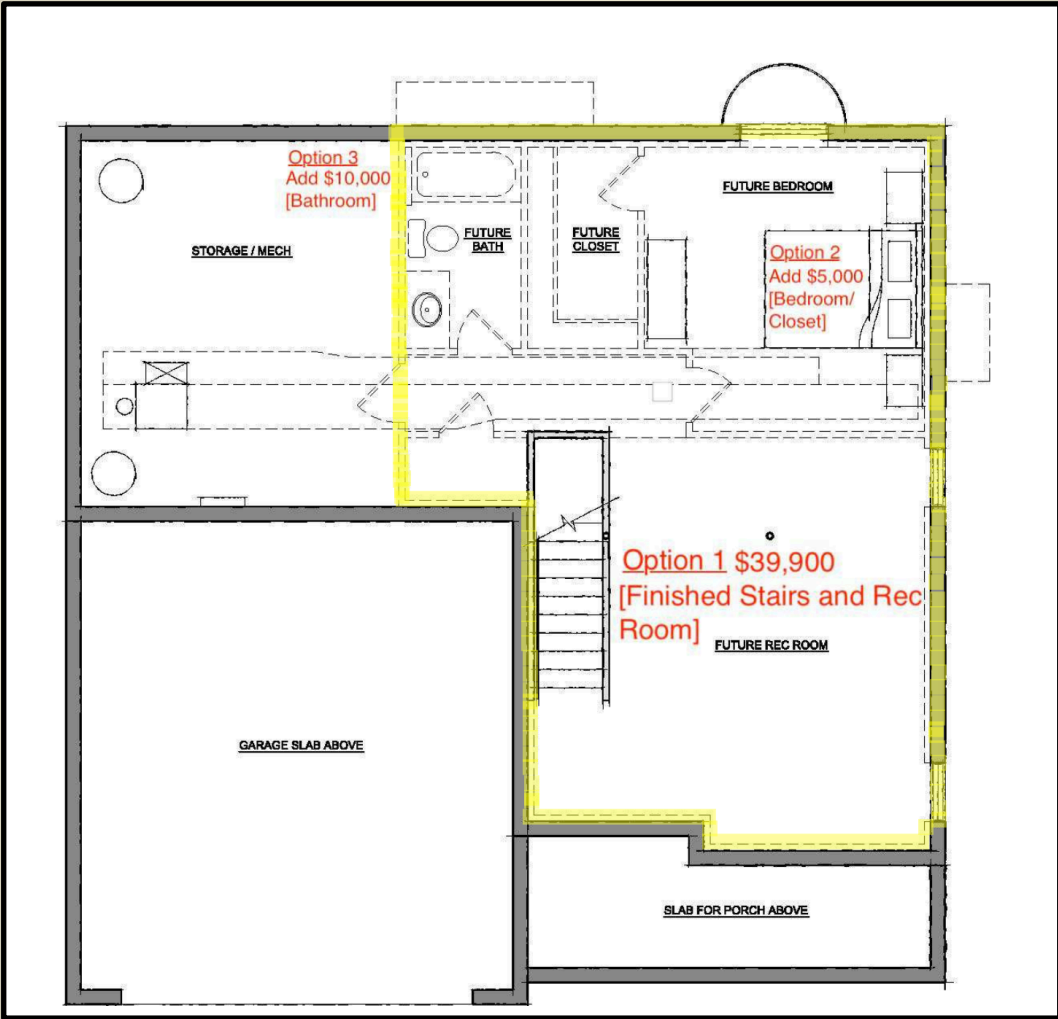 Option 3
Add $10,000
[Bathroom]
FUTURE BEDROOM
STORAGE / MECH
FUTURE
BATH
FUTURE
CLOSET
Option 2
Add $5,000
[Bedroom/
Closet]
Option 1 $39,900
[Finished Stairs and Rec
Room]
FUTURE REC ROOM
GARAGE SLAB ABOVE
SLAB FOR PORCH ABOVE